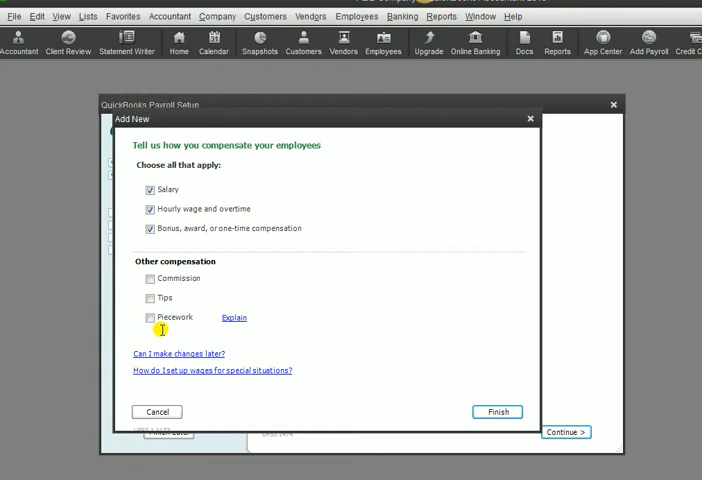 File Edit View Lists Favorites Accountant Company Customers Vendors Employees Banking Reports Window Help
Accountant Client Review Statement Writer Home Calendar Snapshots Customers Vendors Employees Upgrade Online Banking Docs Reports App Center Add Payroll Credit C
QuickBooks Payroll Setup
Add New
Tell us how you compensate your employees
Choose all that apply:
Salary
Hourly wage and overtime
Bonus, award, or one-time compensation
Other compensation
Commission
Tips
Piecework Explain
Can I make changes later?
How do I set up wages for special situations?
Cancel Finish
Continue >